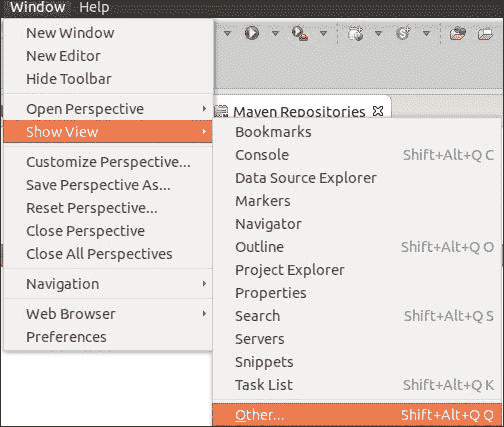 Window Help
New Window
New Editor
Hide Toolbar
Open Perspective
Show View
Customize Perspective...
Save Perspective As...
Reset Perspective...
Close Perspective
Close All Perspectives
Navigation
Web Browser
Preferences
Maven Repositories
Bookmarks
Console Shift+Alt+Q C
Data Source Explorer
Markers
Navigator
Outline Shift+Alt+Q O
Project Explorer
Properties
Search Shift+Alt+Q S
Servers
Snippets
Task List Shift+Alt+Q K
Other... Shift+Alt+Q Q